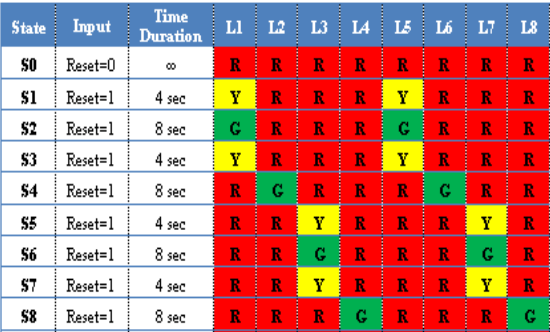 State Input Time Duration L1 L2 L3 L4 L5 L6 L7 L8
S0 Reset=0 ∞ R R R R R R R R
S1 Reset=1 4 sec Y R R R Y R R R
S2 Reset=1 8 sec G R R R G R R R
S3 Reset=1 4 sec Y R R R Y R R R
S4 Reset=1 8 sec R G R R R G R R
S5 Reset=1 4 sec R R Y R R R Y R
S6 Reset=1 8 sec R R G R R R G R
S7 Reset=1 4 sec R R Y R R R Y R
S8 Reset=1 8 sec R R R G R R R G